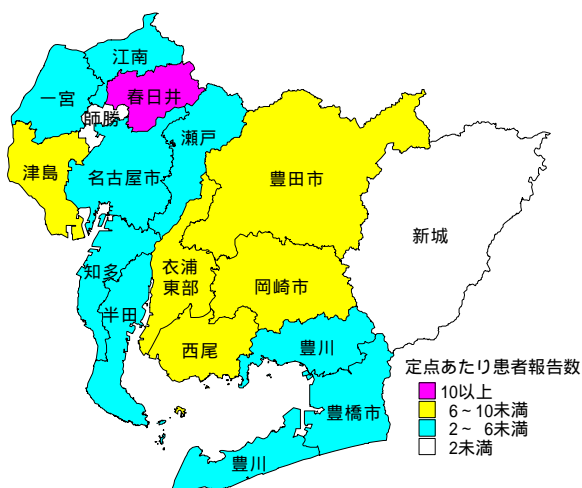 江南
一宮
春日井
師勝
瀬戸
津島
名古屋市
豊田市
新城
知多
衣浦
東部
岡崎市
半田
西尾
豊川
豊橋市
豊川
定点あたり患者報告数
10以上
6～10未満
2～ 6未満
2未満